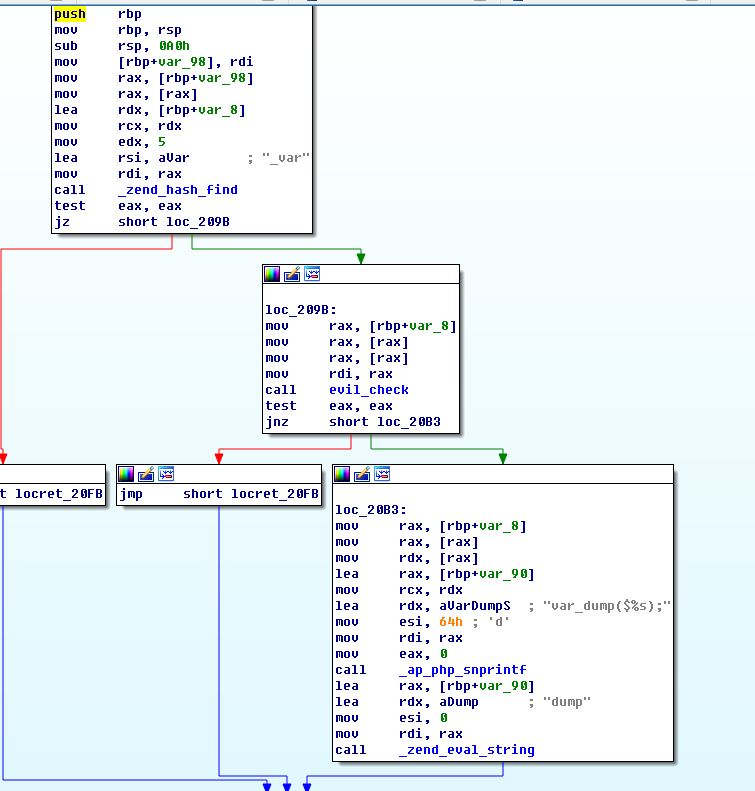 push rbp
mov rbp, rsp
sub rsp, 0A0h
mov [rbp+var_98], rdi
mov rax, [rbp+var_98]
mov rax, [rax]
lea rdx, [rbp+var_8]
mov rcx, rdx
mov edx, 5
lea rsi, aVar ; "_var"
mov rdi, rax
call _zend_hash_find
test eax, eax
jz short loc_209B
loc_209B:
mov rax, [rbp+var_8]
mov rax, [rax]
mov rax, [rax]
mov rdi, rax
call evil_check
test eax, eax
jnz short loc_20B3
t locret_20FB
jmp short locret_20FB
loc_20B3:
mov rax, [rbp+var_8]
mov rax, [rax]
mov rdx, [rax]
lea rax, [rbp+var_90]
mov rcx, rdx
lea rdx, aVarDumpS ; "var_dump($%s);"
mov esi, 64h ; 'd'
mov rdi, rax
mov eax, 0
call _ap_php_snprintf
lea rax, [rbp+var_90]
lea rdx, aDump ; "dump"
mov esi, 0
mov rdi, rax
call _zend_eval_string